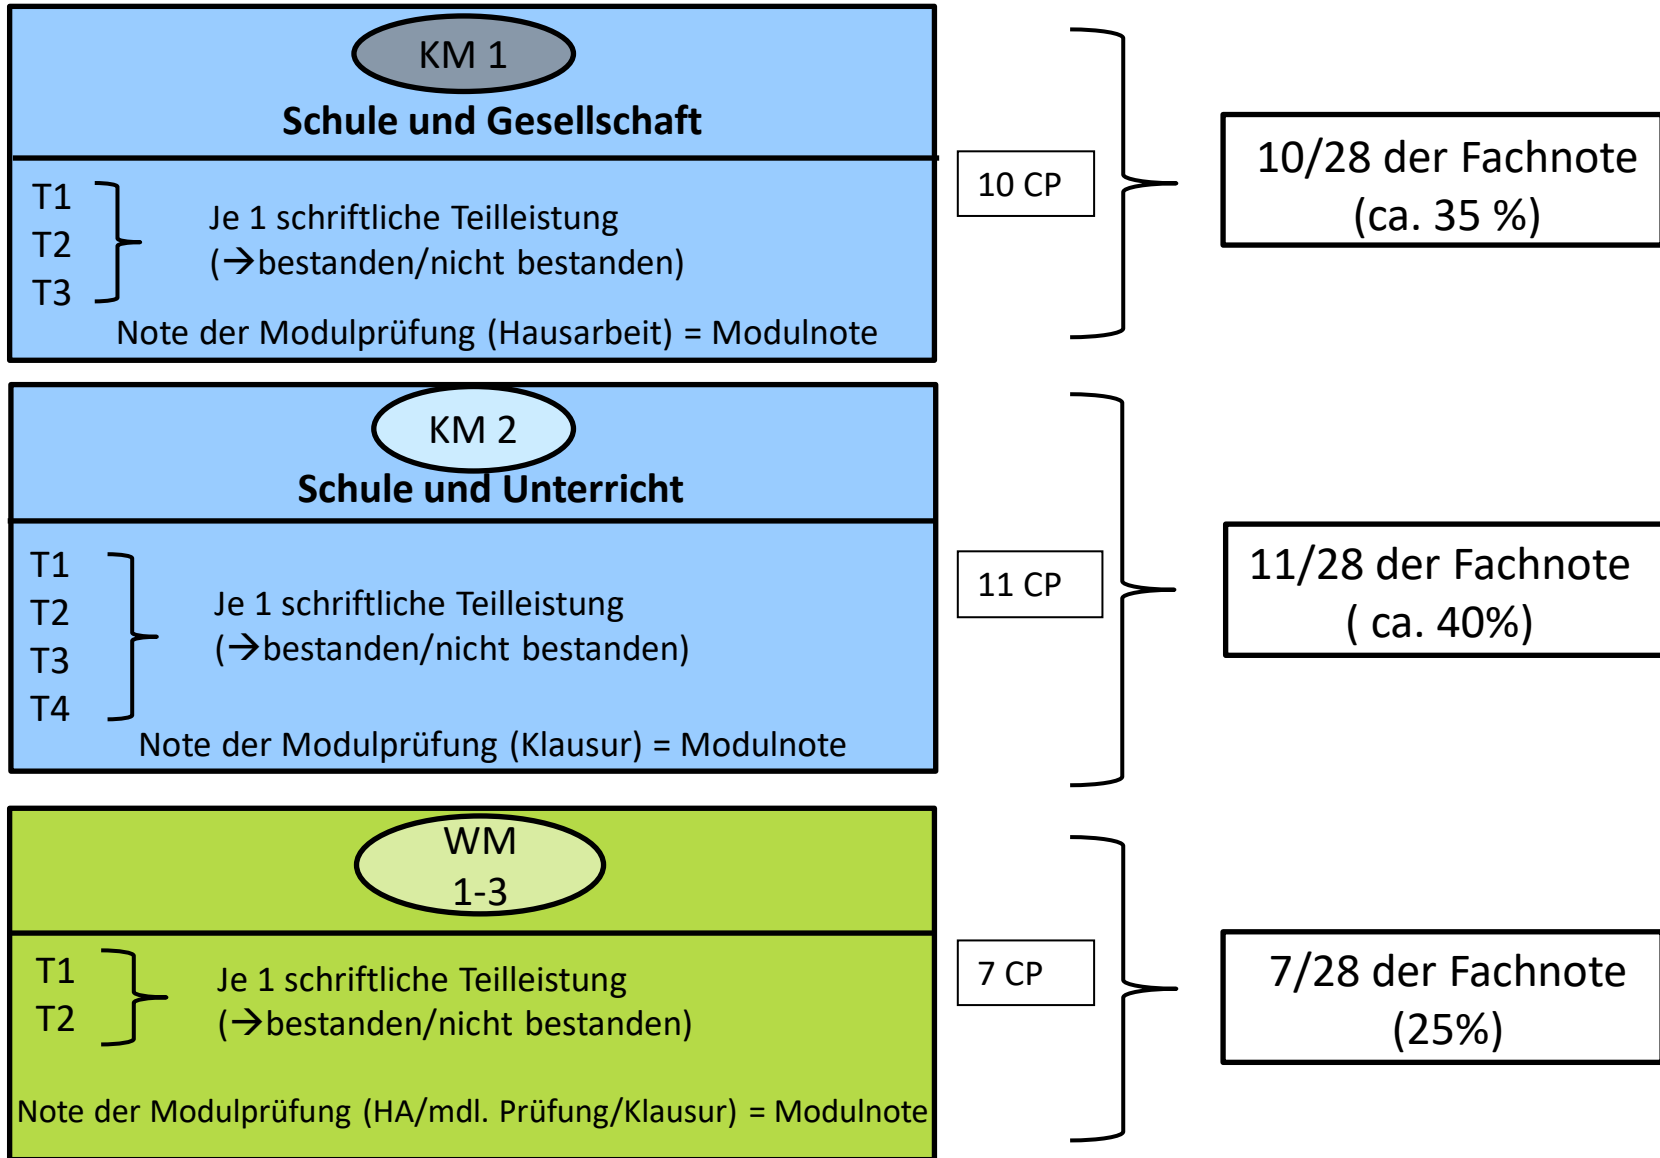 KM 1
Schule und Gesellschaft
T1
T2
T3
Je 1 schriftliche Teilleistung
(→bestanden/nicht bestanden)
Note der Modulprüfung (Hausarbeit) = Modulnote
10 CP
10/28 der Fachnote
(ca. 35 %)
KM 2
Schule und Unterricht
T1
T2
T3
T4
Je 1 schriftliche Teilleistung
(→bestanden/nicht bestanden)
Note der Modulprüfung (Klausur) = Modulnote
11 CP
11/28 der Fachnote
( ca. 40%)
WM
1-3
T1
T2
Je 1 schriftliche Teilleistung
(→bestanden/nicht bestanden)
Note der Modulprüfung (HA/mdl. Prüfung/Klausur) = Modulnote
7 CP
7/28 der Fachnote
(25%)